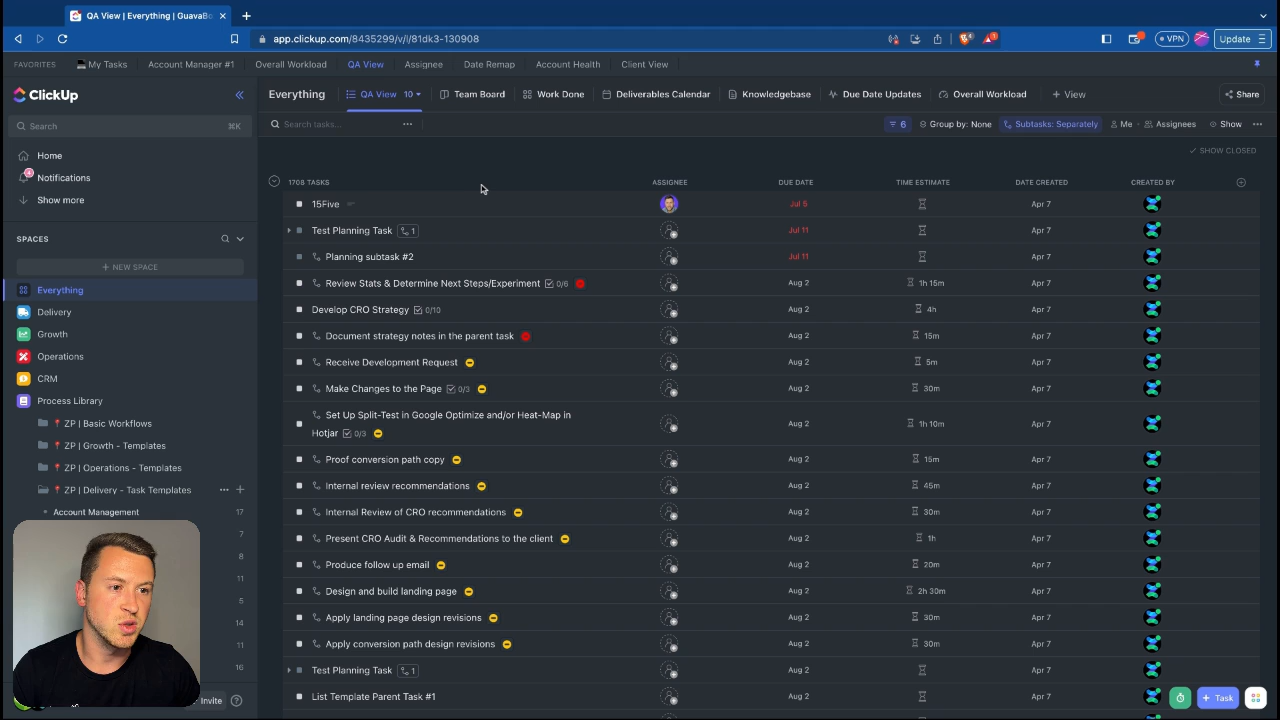 QA View | Everything | GuavaBo
app.clickup.com/8435299/v/l/81dk3-130908
VPN
Update
FAVORITES
My Tasks
Account Manager #1
Overall Workload
QA View
Assignee
Date Remap
Account Health
Client View
ClickUp
Everything
QA View 10
Team Board
Work Done
Deliverables Calendar
Knowledgebase
Due Date Updates
Overall Workload
+ View
Share
Search
⌘K
Search tasks...
6
Group by: None
Subtasks: Separately
Me
Assignees
Show
Home
4
Notifications
Show more
SHOW CLOSED
SPACES
+ NEW SPACE
Everything
Delivery
Growth
Operations
CRM
Process Library
ZP | Basic Workflows
ZP | Growth - Templates
ZP | Operations - Templates
ZP | Delivery - Task Templates
Account Management 17
7
8
11
5
14
11
16
Invite
1708 TASKS ASSIGNEE DUE DATE TIME ESTIMATE DATE CREATED CREATED BY
15Five Jul 5 Apr 7
Test Planning Task 1 Jul 11 Apr 7
Planning subtask #2 Jul 11 Apr 7
Review Stats & Determine Next Steps/Experiment 0/6 Aug 2 1h 15m Apr 7
Develop CRO Strategy 0/10 Aug 2 4h Apr 7
Document strategy notes in the parent task Aug 2 15m Apr 7
Receive Development Request Aug 2 5m Apr 7
Make Changes to the Page 0/3 Aug 2 30m Apr 7
Set Up Split-Test in Google Optimize and/or Heat-Map in
Hotjar 0/3 Aug 2 1h 10m Apr 7
Proof conversion path copy Aug 2 15m Apr 7
Internal review recommendations Aug 2 45m Apr 7
Internal Review of CRO recommendations Aug 2 30m Apr 7
Present CRO Audit & Recommendations to the client Aug 2 1h Apr 7
Produce follow up email Aug 2 20m Apr 7
Design and build landing page Aug 2 2h 30m Apr 7
Apply landing page design revisions Aug 2 30m Apr 7
Apply conversion path design revisions Aug 2 30m Apr 7
Test Planning Task 1 Aug 2 Apr 7
List Template Parent Task #1 Aug 2 Apr 7
+ Task